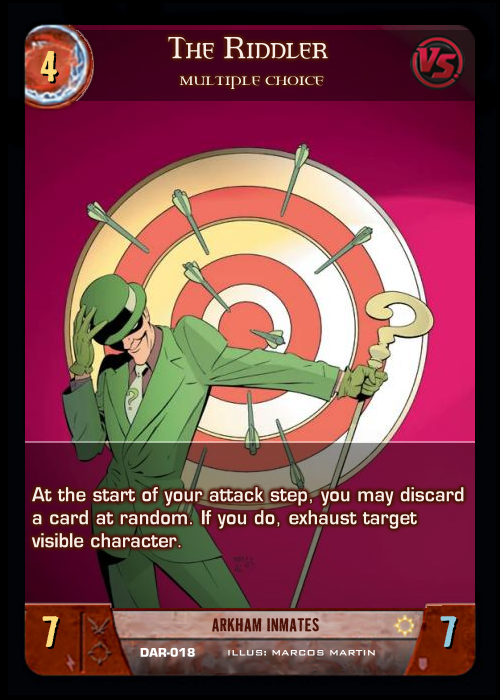 4
THE RIDDLER
MULTIPLE CHOICE
VS
At the start of your attack step, you may discard
a card at random. If you do, exhaust target
visible character.
7
ARKHAM INMATES
7
DAR-018 ILLUS: MARCOS MARTIN